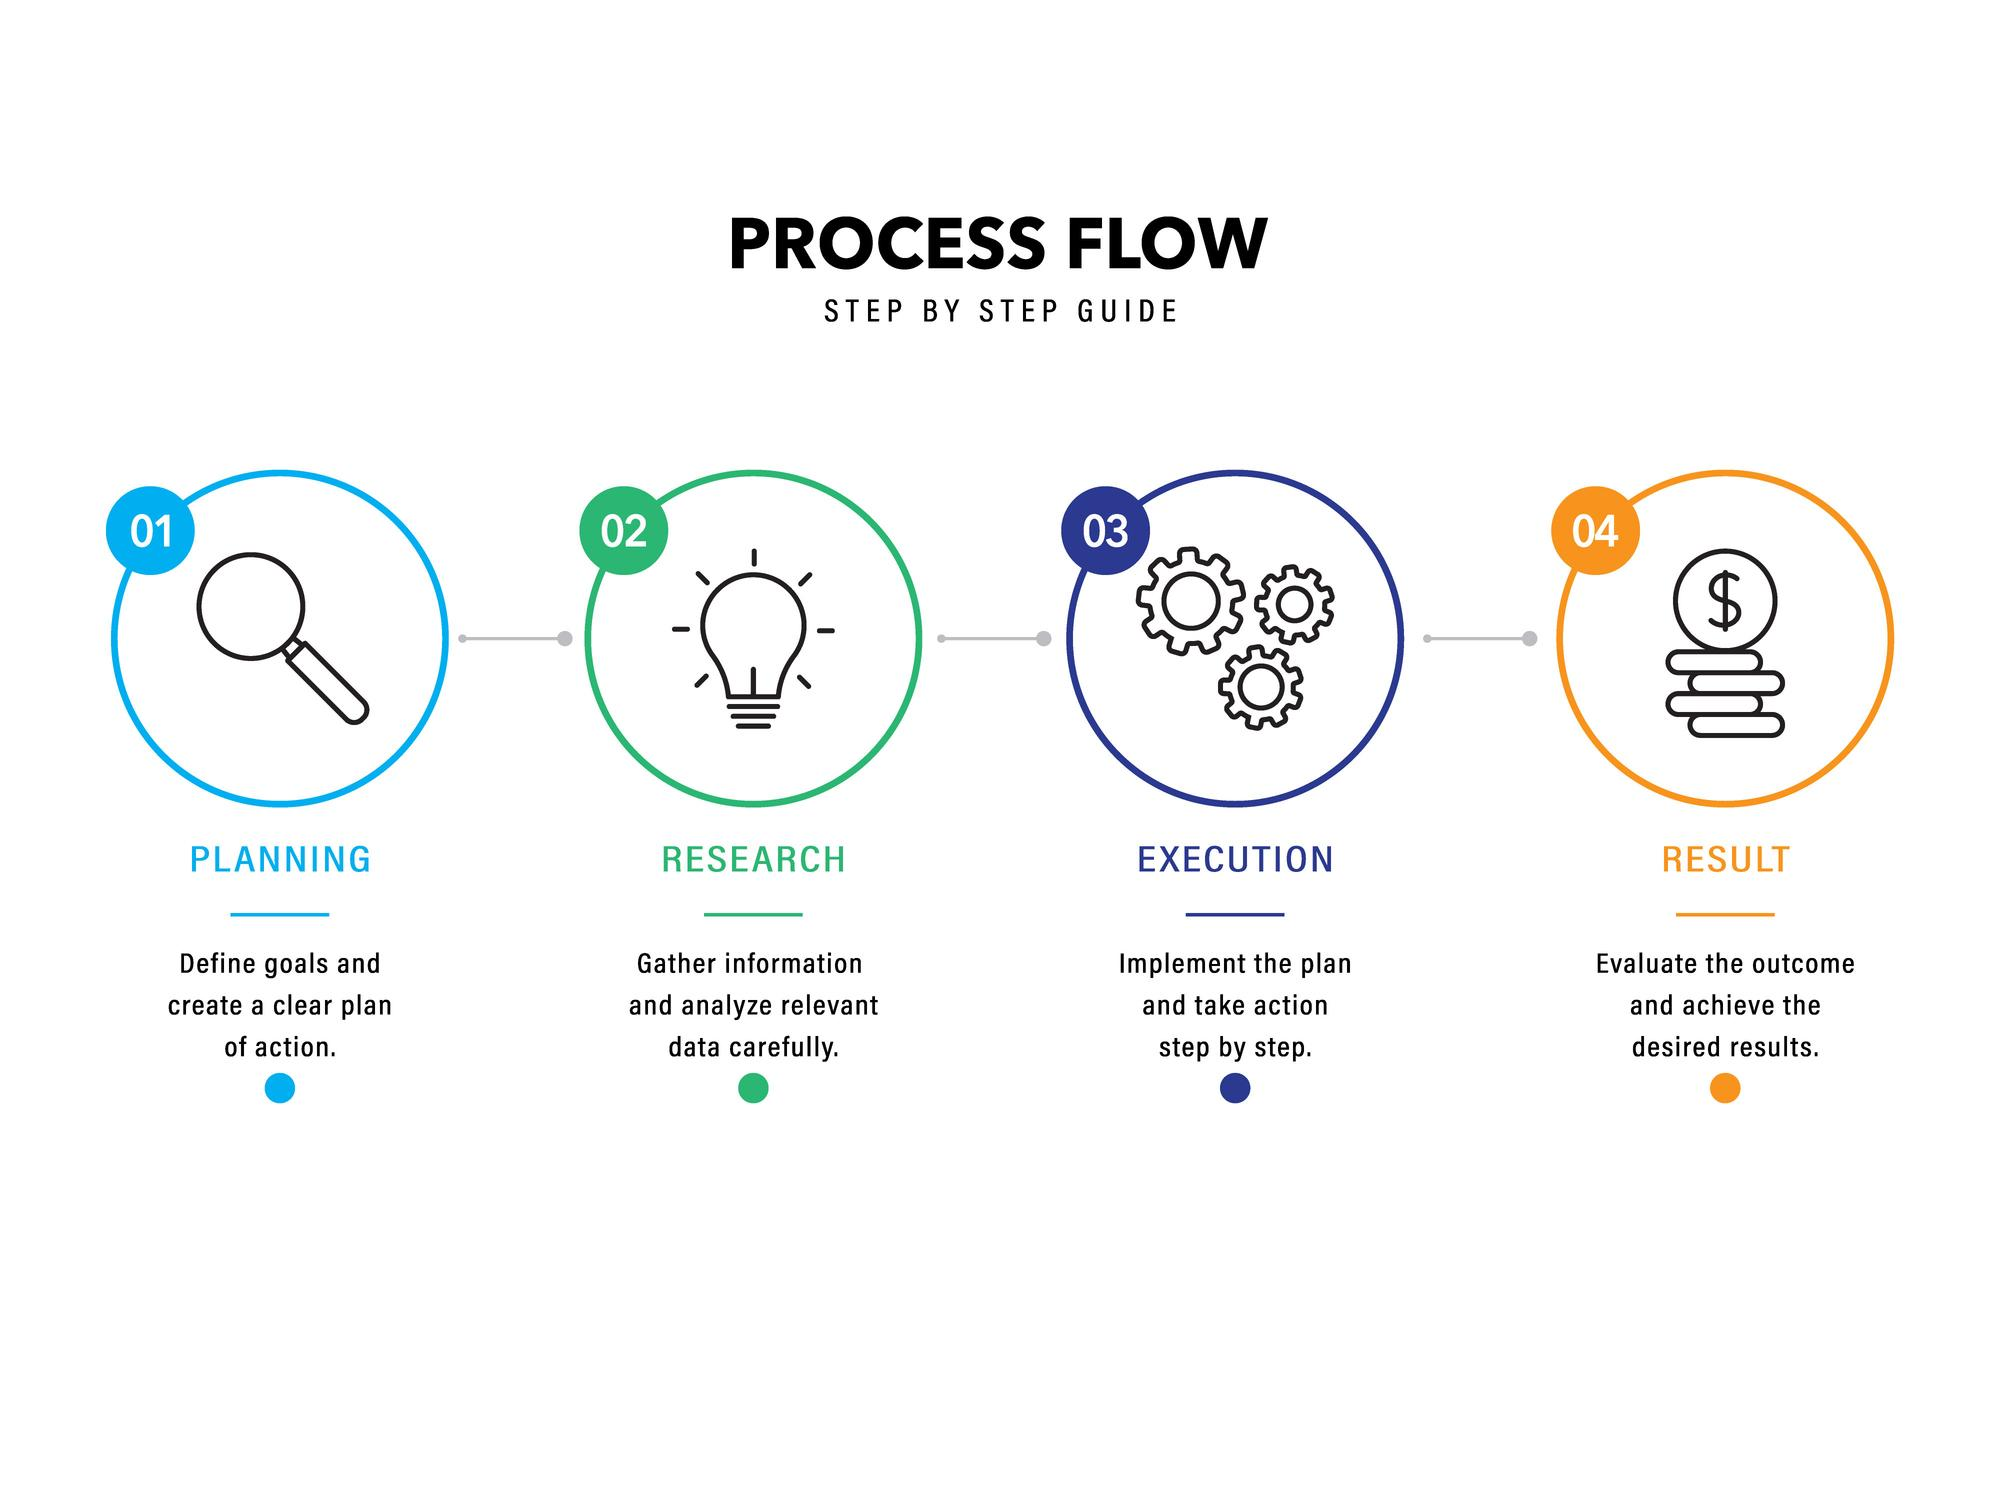 PROCESS FLOW
STEP BY STEP GUIDE
01
02
03
04
$
PLANNING
Define goals and
create a clear plan
of action.
RESEARCH
Gather information
and analyze relevant
data carefully.
EXECUTION
Implement the plan
and take action
step by step.
RESULT
Evaluate the outcome
and achieve the
desired results.